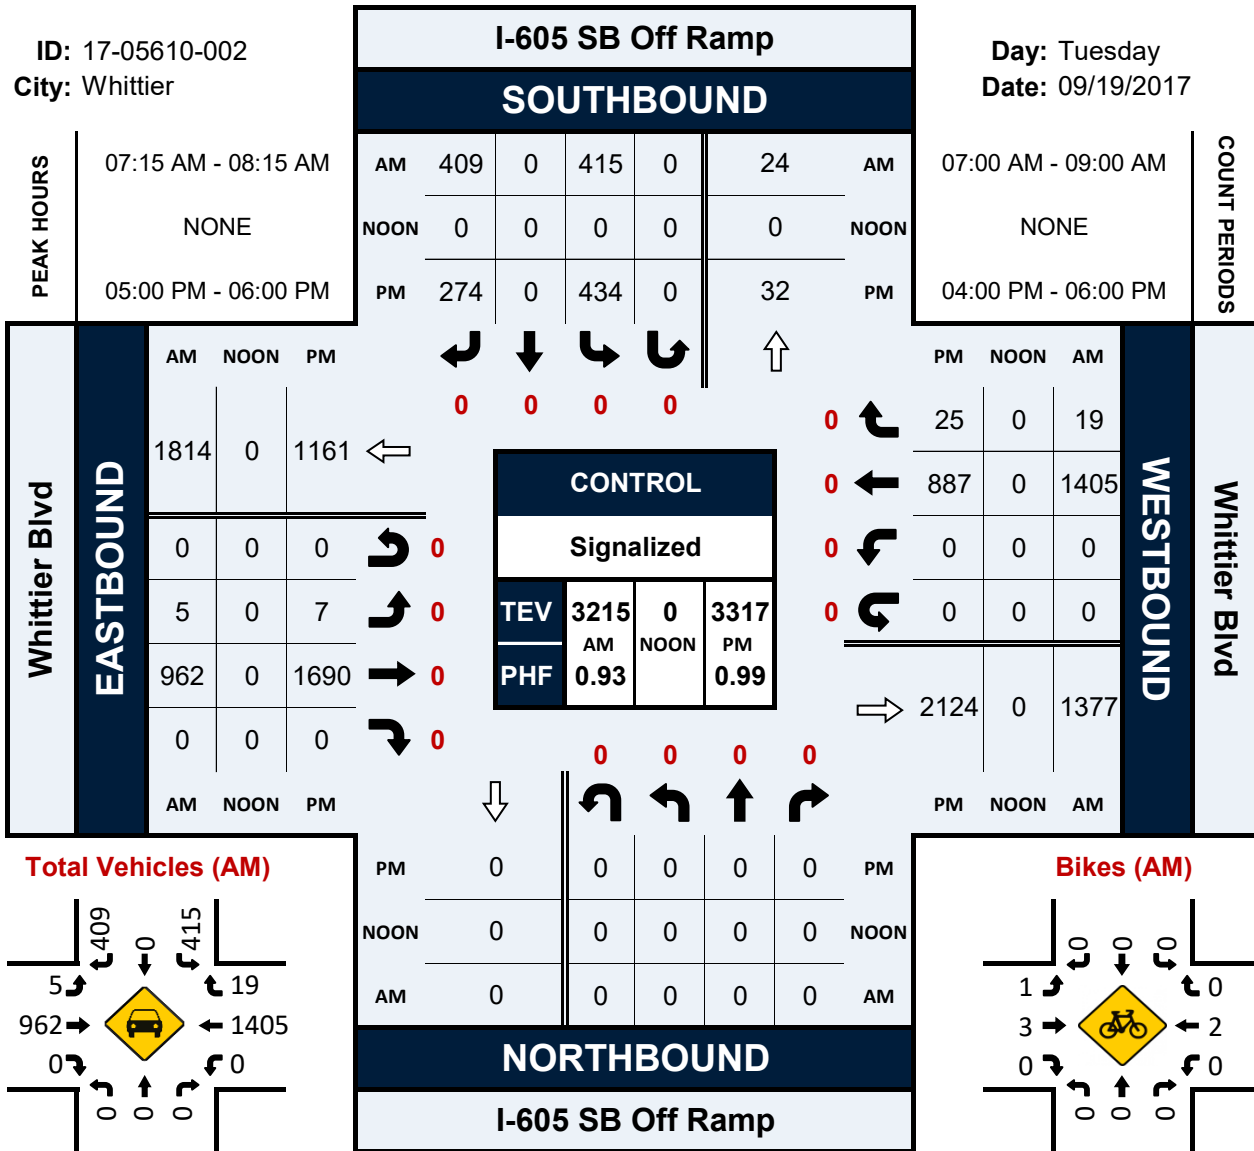 I-605 SB Off Ramp
ID: 17-05610-002
Day: Tuesday
City: Whittier
Date: 09/19/2017
SOUTHBOUND
PEAK HOURS
07:15 AM - 08:15 AM
AM 409 0 415 0 24 AM
07:00 AM - 09:00 AM
COUNT PERIODS
NONE
NOON 0 0 0 0 0 NOON
NONE
05:00 PM - 06:00 PM
PM 274 0 434 0 32 PM
04:00 PM - 06:00 PM
AM NOON PM
PM NOON AM
0 0 0 0
Whittier Blvd
EASTBOUND
1814 0 1161
0 0 0 0
5 0 7 0
962 0 1690 0
0 0 0 0
AM NOON PM
CONTROL
Signalized
TEV 3215 0 3317
AM NOON PM
PHF 0.93 0.99
0 25 0 19
0 887 0 1405
0 0 0 0
0 0 0 0
2124 0 1377
PM NOON AM
WESTBOUND
Whittier Blvd
0 0 0 0
PM 0 0 0 0 0 PM
NOON 0 0 0 0 0 NOON
AM 0 0 0 0 0 AM
NORTHBOUND
I-605 SB Off Ramp
Total Vehicles (AM)
409 0 415
5 19
962 1405
0 0
0 0 0
Bikes (AM)
0 0 0
1 0
3 2
0 0
0 0 0